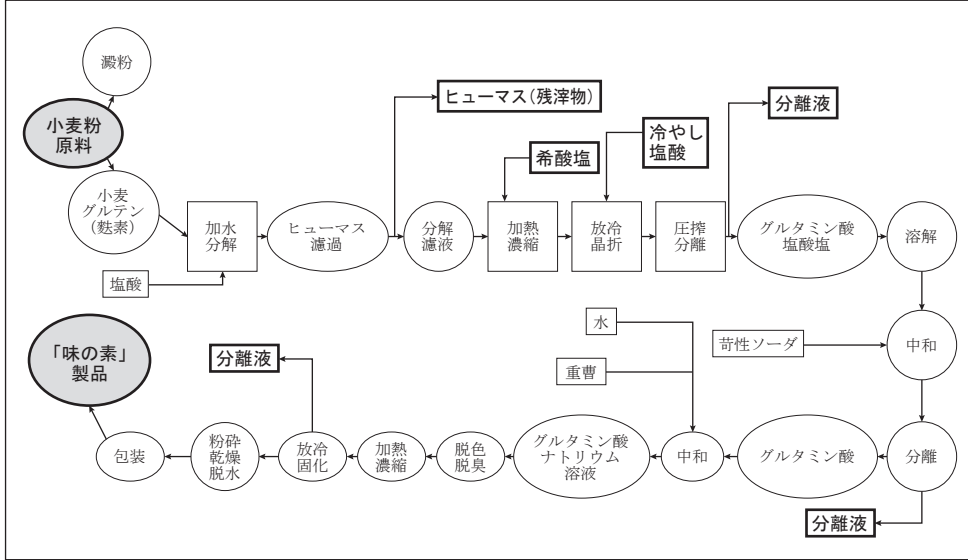 澱粉
小麦粉
原料
小麦
グルテン
（麩素）
塩酸
加水
分解
ヒューマス
濾過
ヒューマス（残滓物）
分解
濾液
希酸塩
加熱
濃縮
冷やし
塩酸
放冷
晶折
圧搾
分離
分離液
グルタミン酸
塩酸塩
溶解
苛性ソーダ
中和
分離
分離液
グルタミン酸
水
重曹
中和
グルタミン酸
ナトリウム
溶液
脱色
脱臭
加熱
濃縮
放冷
固化
分離液
粉砕
乾燥
脱水
包装
「味の素」
製品